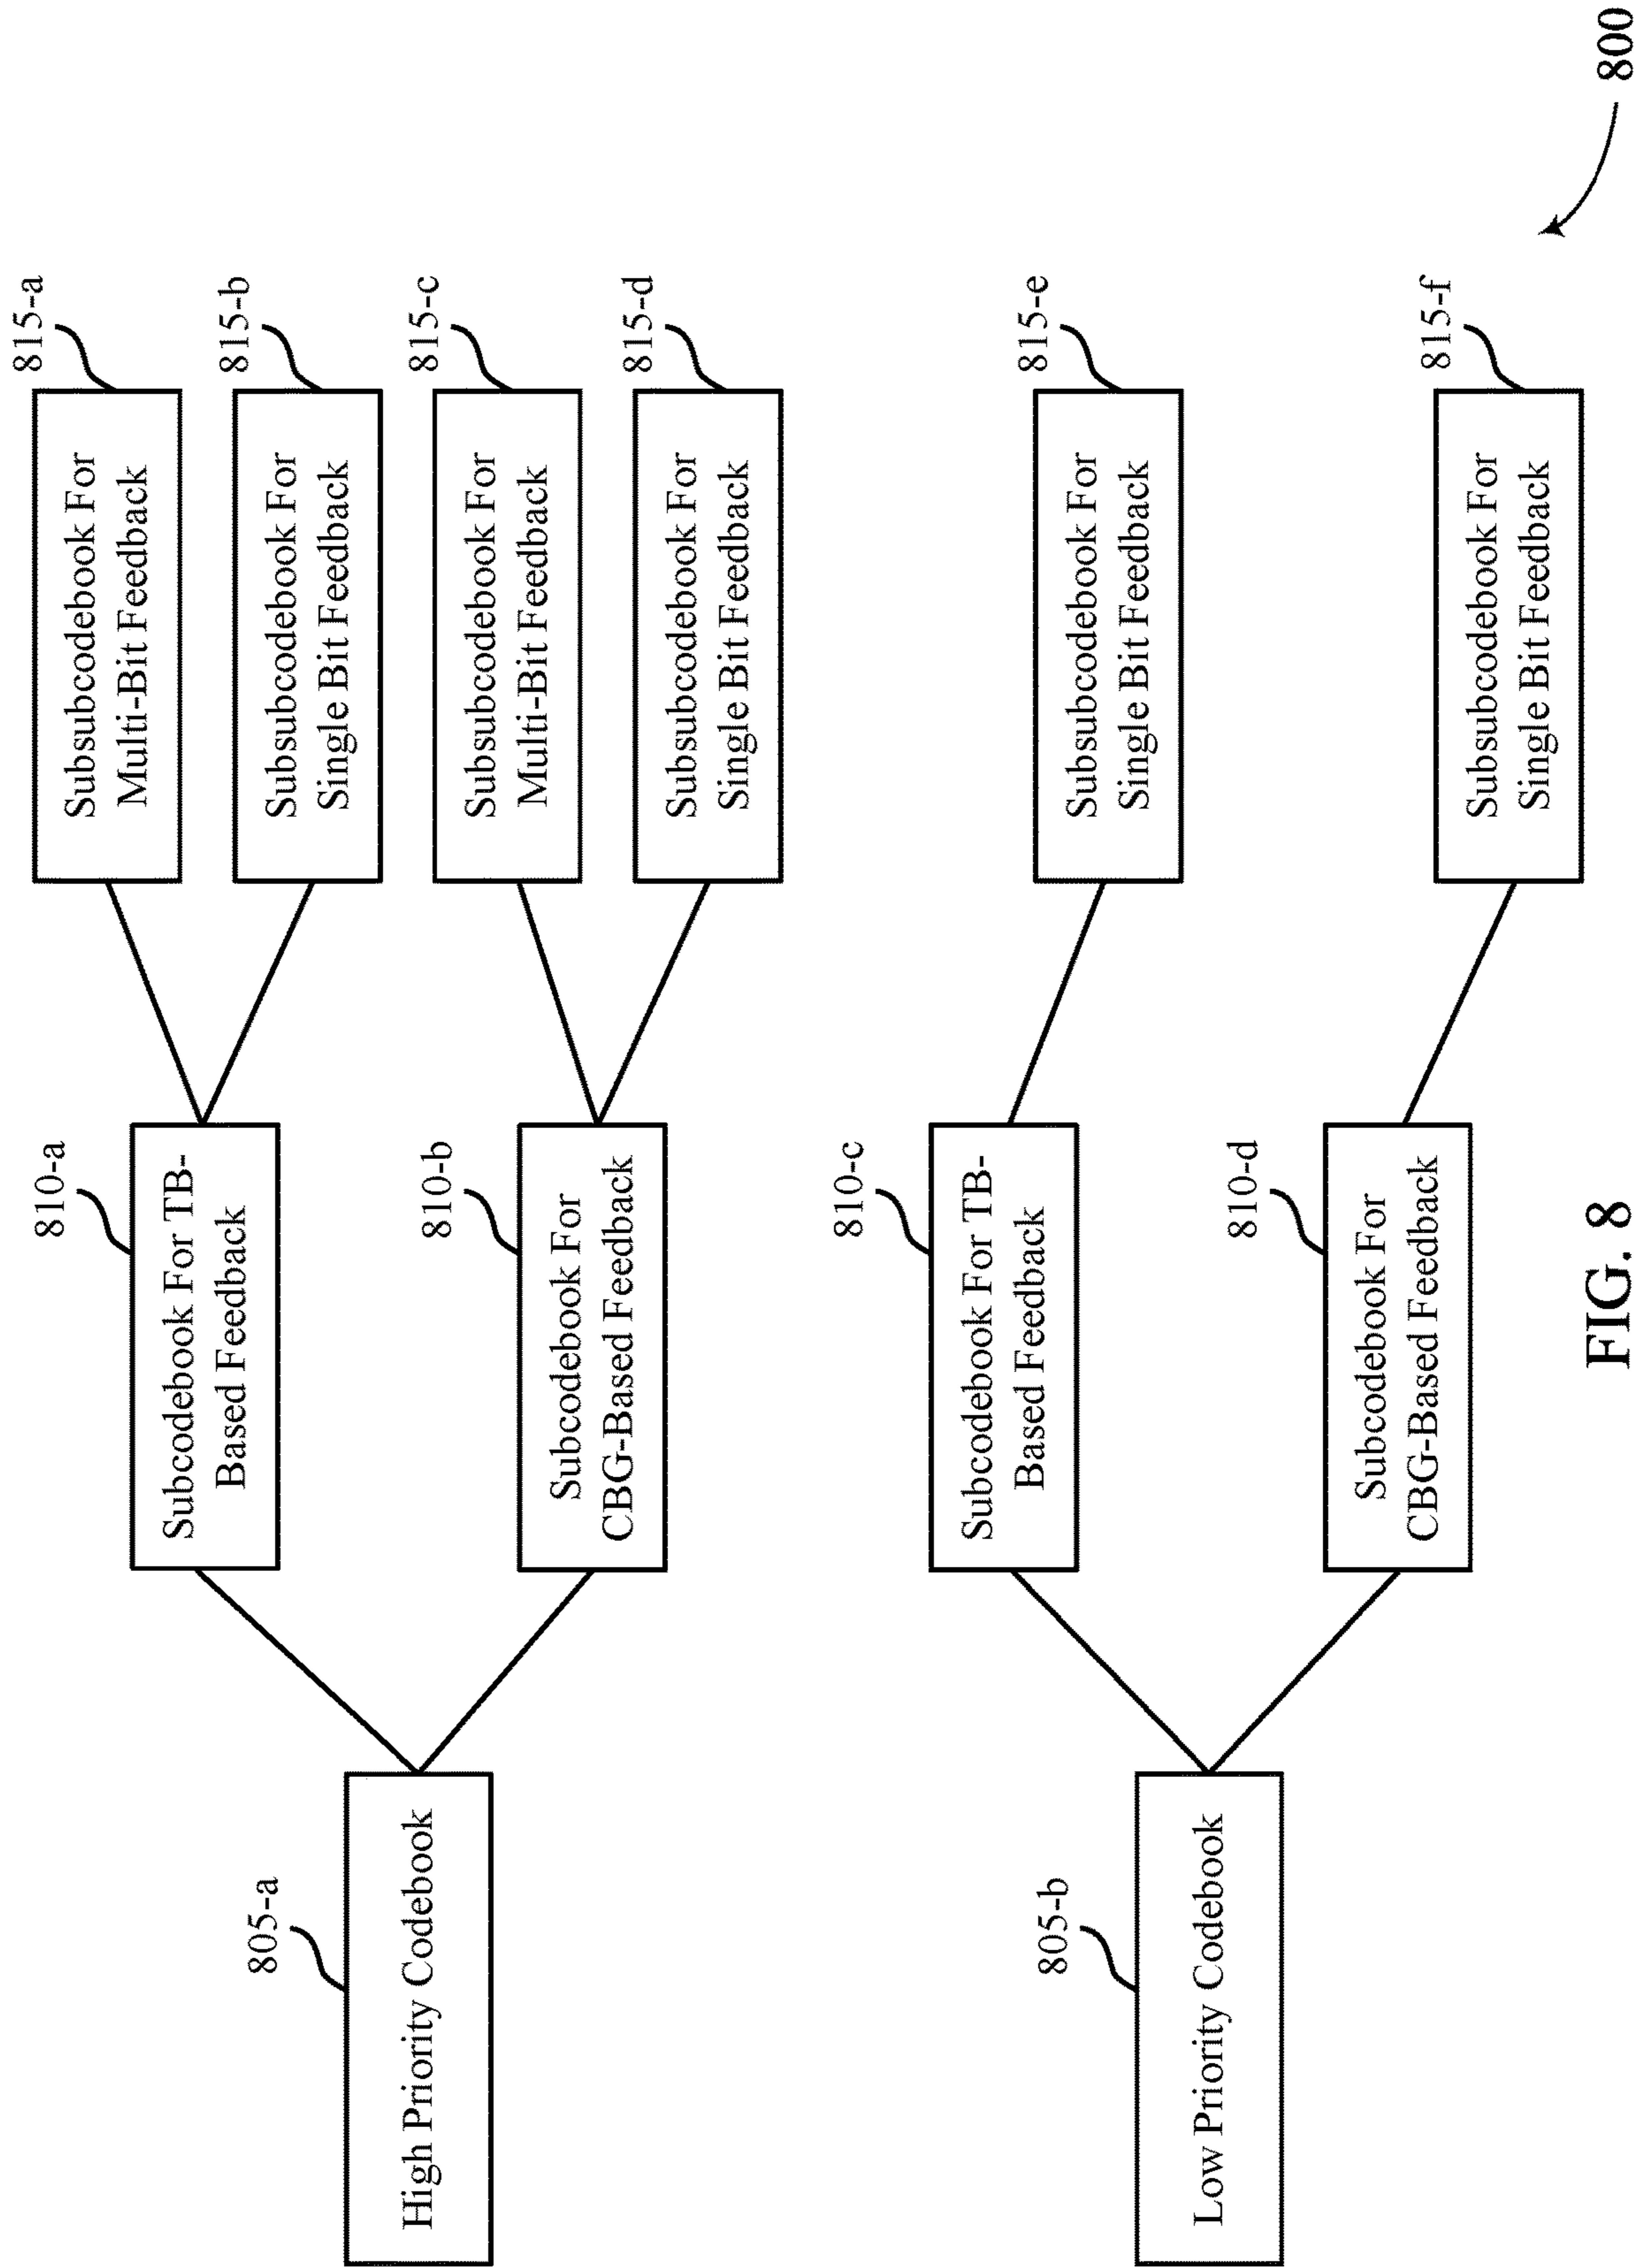 805-a
High Priority Codebook
810-a
Subcodebook For TB-
Based Feedback
810-b
Subcodebook For
CBG-Based Feedback
815-a
Subsubcodebook For
Multi-Bit Feedback
815-b
Subsubcodebook For
Single Bit Feedback
815-c
Subsubcodebook For
Multi-Bit Feedback
815-d
Subsubcodebook For
Single Bit Feedback
805-b
Low Priority Codebook
810-c
Subcodebook For TB-
Based Feedback
810-d
Subcodebook For
CBG-Based Feedback
815-e
Subsubcodebook For
Single Bit Feedback
815-f
Subsubcodebook For
Single Bit Feedback
800
FIG. 8